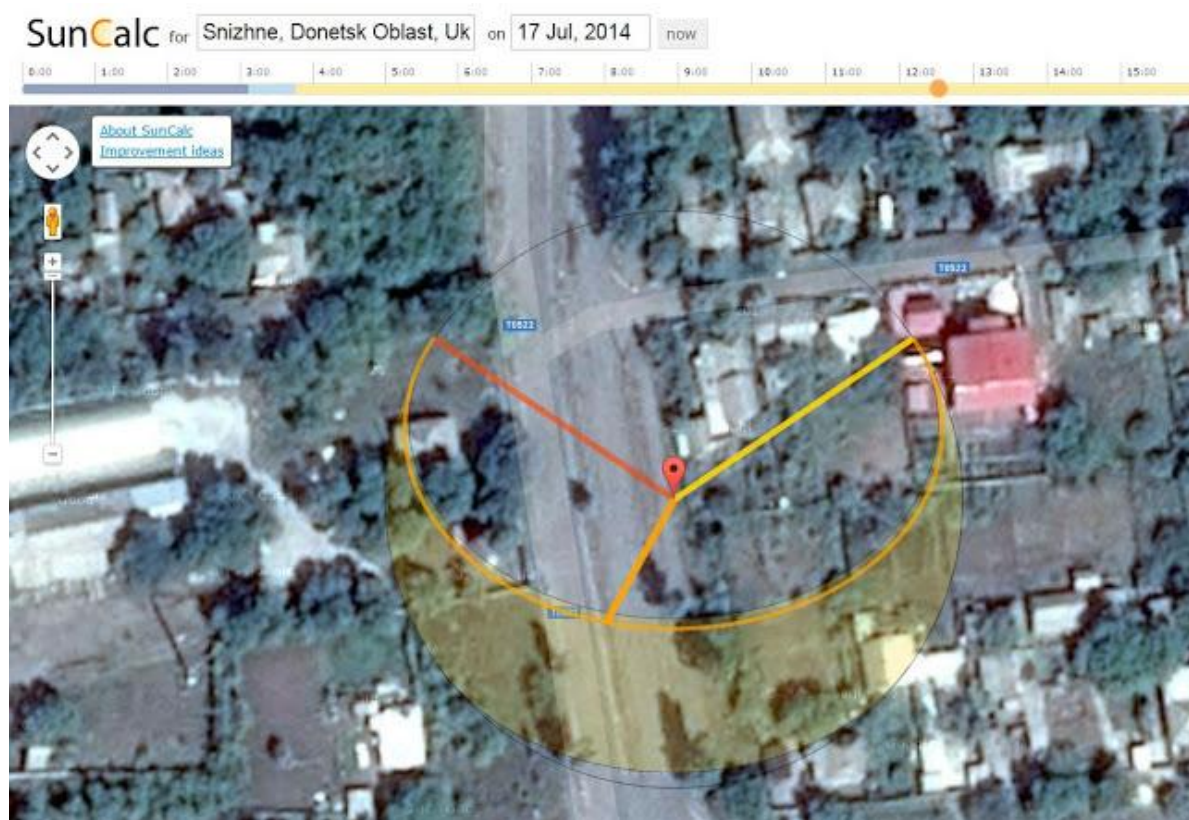 SunCalc for Snizhne, Donetsk Oblast, Uk on 17 Jul, 2014 now
0:00 1:00 2:00 3:00 4:00 5:00 6:00 7:00 8:00 9:00 10:00 11:00 12:00 13:00 14:00 15:00
About SunCalc
Improvement ideas
T0522
T0522